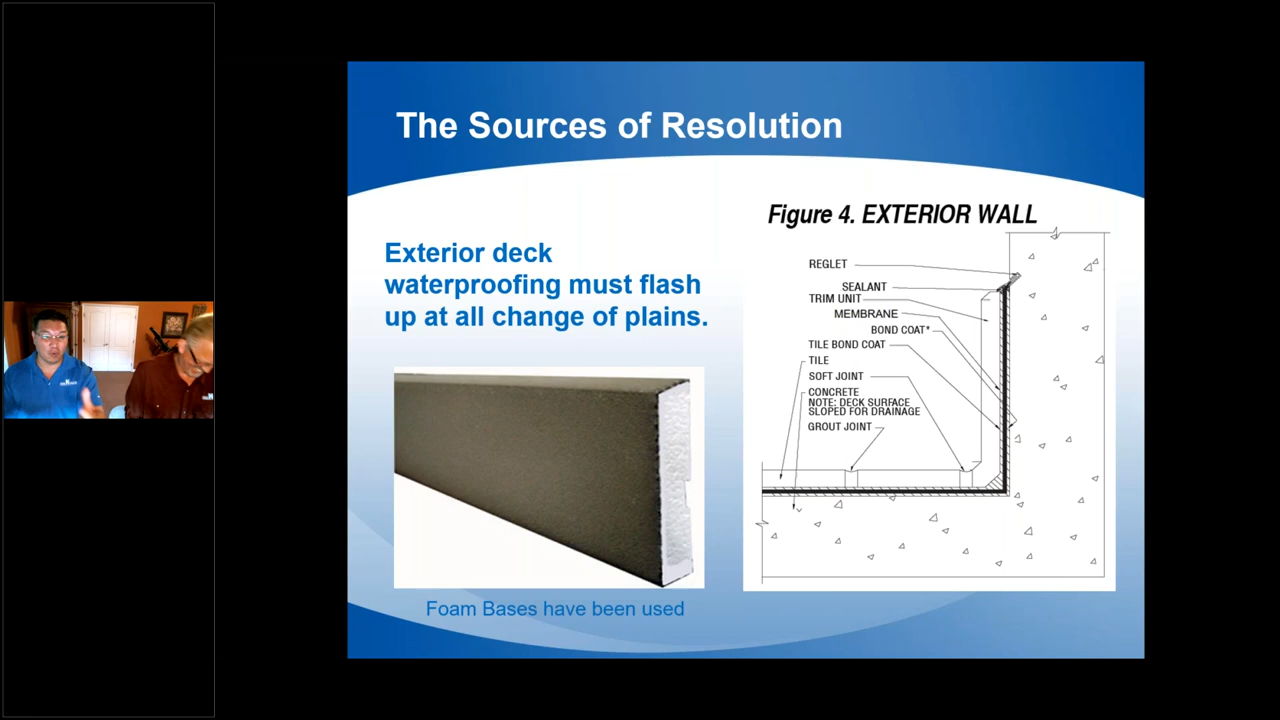 The Sources of Resolution
Exterior deck
waterproofing must flash
up at all change of plains.
Foam Bases have been used
Figure 4. EXTERIOR WALL
REGLET
SEALANT
TRIM UNIT
MEMBRANE
BOND COAT*
TILE BOND COAT
TILE
SOFT JOINT
CONCRETE
NOTE: DECK SURFACE
SLOPED FOR DRAINAGE
GROUT JOINT